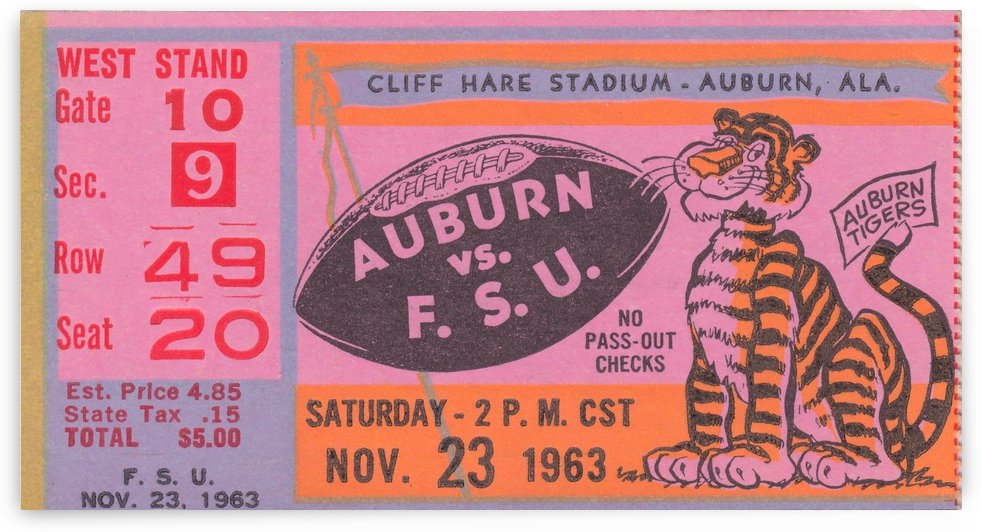 WEST STAND
Gate 10
Sec. 9
Row 49
Seat 20
Est. Price 4.85
State Tax .15
TOTAL $5.00
F. S. U.
NOV. 23, 1963
CLIFF HARE STADIUM - AUBURN, ALA.
AUBURN
vs.
F. S. U.
AUBURN
TIGERS
NO
PASS-OUT
CHECKS
SATURDAY - 2 P. M. CST
NOV. 23 1963